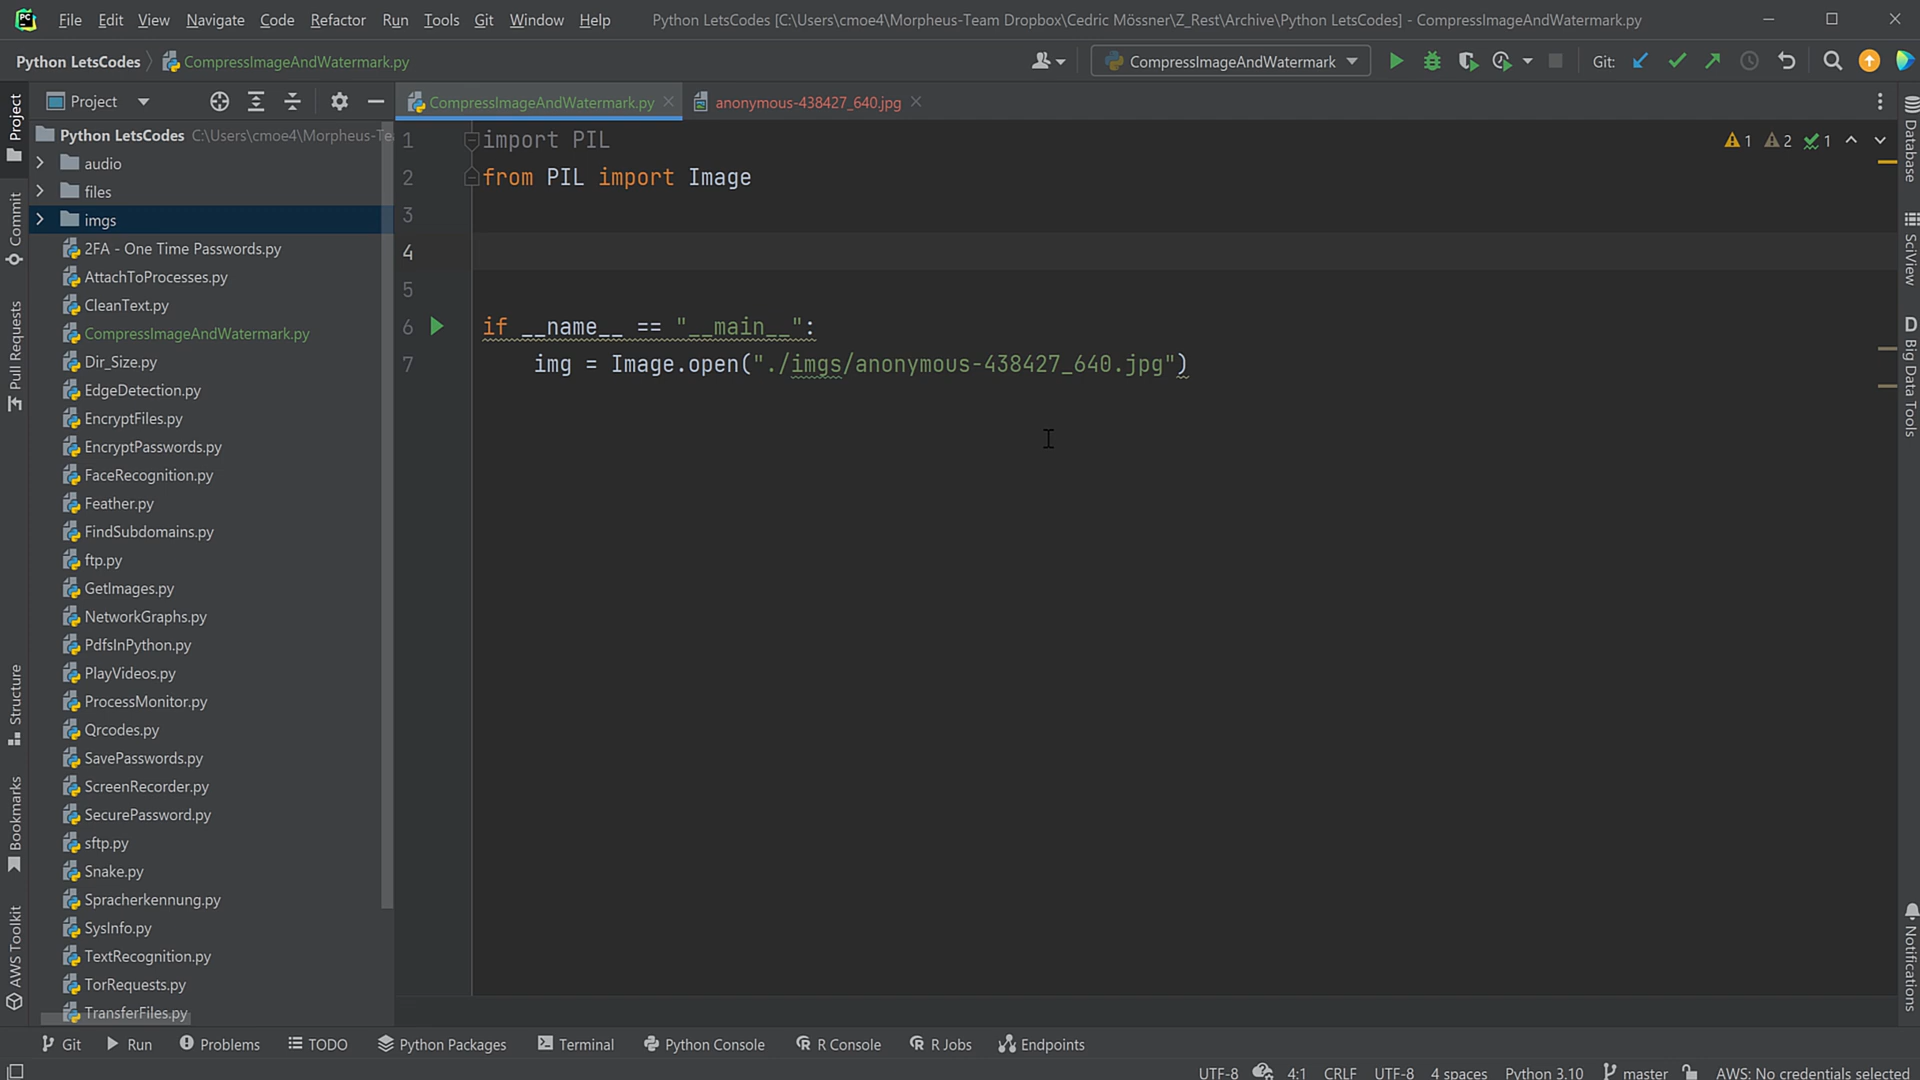 PC File Edit View Navigate Code Refactor Run Tools Git Window Help Python LetsCodes [C:\Users\cmoe4\Morpheus-Team Dropbox\Cedric Mössner\Z_Rest\Archive\Python LetsCodes] - CompressImageAndWatermark.py
Python LetsCodes CompressImageAndWatermark.py CompressImageAndWatermark Git:
Project CompressImageAndWatermark.py anonymous-438427_640.jpg
Python LetsCodes C:\Users\cmoe4\Morpheus-Te
audio
files
imgs
2FA - One Time Passwords.py
AttachToProcesses.py
CleanText.py
CompressImageAndWatermark.py
Dir_Size.py
EdgeDetection.py
EncryptFiles.py
EncryptPasswords.py
FaceRecognition.py
Feather.py
FindSubdomains.py
ftp.py
GetImages.py
NetworkGraphs.py
PdfsInPython.py
PlayVideos.py
ProcessMonitor.py
Qrcodes.py
SavePasswords.py
ScreenRecorder.py
SecurePassword.py
sftp.py
Snake.py
Spracherkennung.py
SysInfo.py
TextRecognition.py
TorRequests.py
TransferFiles.py
1 import PIL
2 from PIL import Image
3
4
5
6 if __name__ == "__main__":
7 img = Image.open("./imgs/anonymous-438427_640.jpg")
1 2 1
Project
Commit
Pull Requests
Structure
Bookmarks
AWS Toolkit
Database
SciView
D Big Data Tools
Notifications
Git Run Problems TODO Python Packages Terminal Python Console R Console R Jobs Endpoints
UTF-8 4:1 CRLF UTF-8 4 spaces Python 3.10 master AWS: No credentials selected